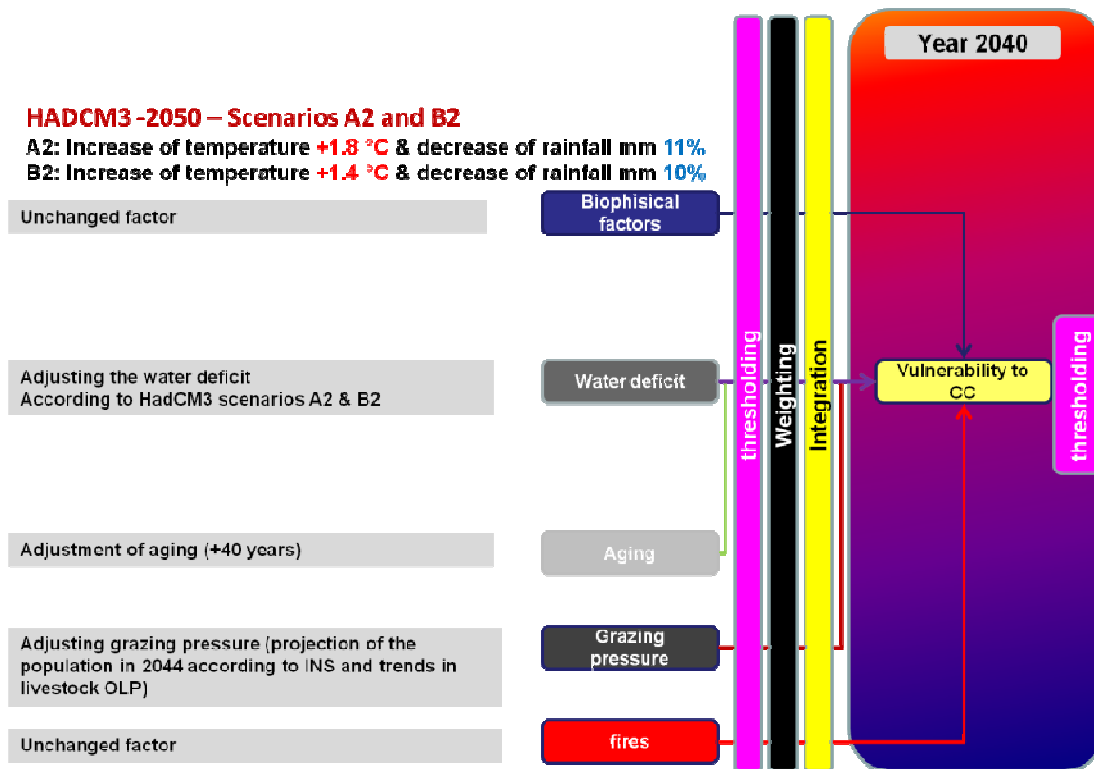 Year 2040
HADCM3 -2050 – Scenarios A2 and B2
A2: Increase of temperature +1.8 °C & decrease of rainfall mm 11%
B2: Increase of temperature +1.4 °C & decrease of rainfall mm 10%
Unchanged factor
Biophisical
factors
Adjusting the water deficit
According to HadCM3 scenarios A2 & B2
Water deficit
Adjustment of aging (+40 years)
Aging
Adjusting grazing pressure (projection of the
population in 2044 according to INS and trends in
livestock OLP)
Grazing
pressure
Unchanged factor
fires
thresholding
Weighting
Integration
Vulnerability to
CC
thresholding